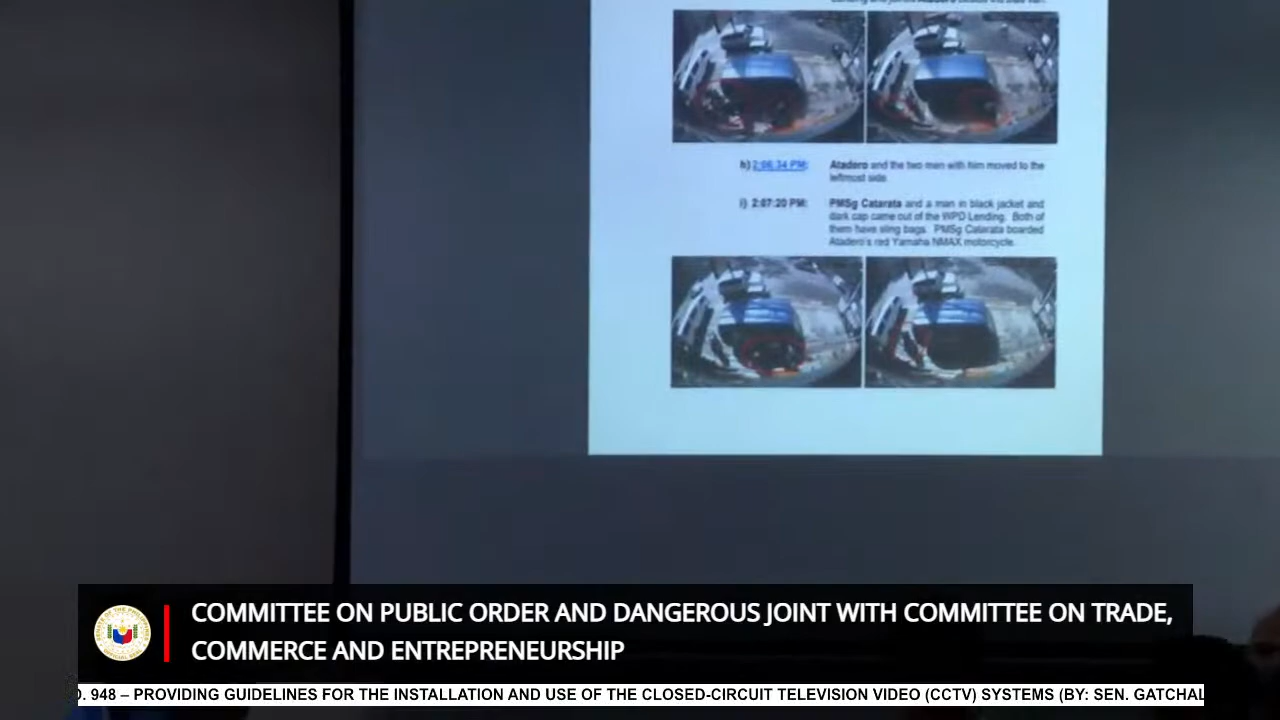 h) 2:06:34 PM: Atadero and the two men with him moved to the
leftmost side.
i) 2:07:20 PM: PMSg Catarata and a man in black jacket and
dark cap came out of the WPD Lending. Both of
them have sling bags. PMSg Catarata boarded
Atadero's red Yamaha NMAX motorcycle.
COMMITTEE ON PUBLIC ORDER AND DANGEROUS JOINT WITH COMMITTEE ON TRADE,
COMMERCE AND ENTREPRENEURSHIP
O. 948 – PROVIDING GUIDELINES FOR THE INSTALLATION AND USE OF THE CLOSED-CIRCUIT TELEVISION VIDEO (CCTV) SYSTEMS (BY: SEN. GATCHAL